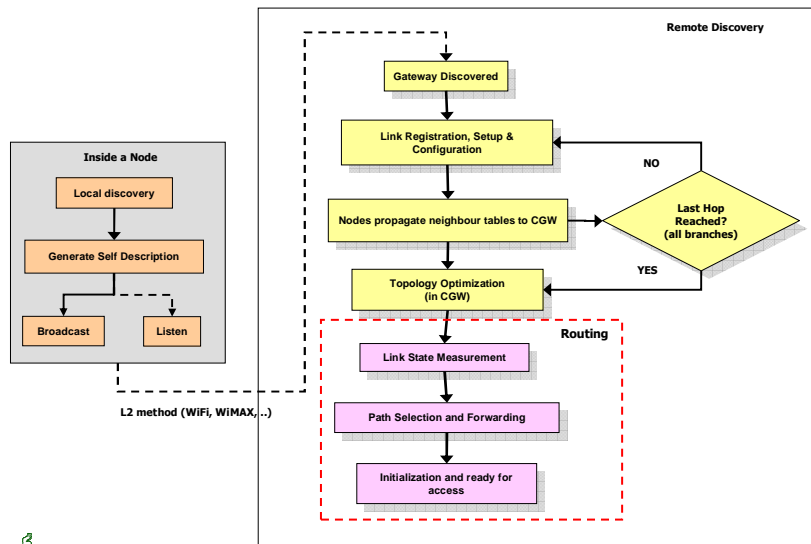 Remote Discovery
Gateway Discovered
Link Registration, Setup &
Configuration
Inside a Node
NO
Local discovery
Last Hop
Reached?
(all branches)
Nodes propagate neighbour tables to CGW
Generate Self Description
YES
Topology Optimization
(in CGW)
Broadcast
Listen
Routing
Link State Measurement
L2 method (WiFi, WiMAX, ..)
Path Selection and Forwarding
Initialization and ready for
access